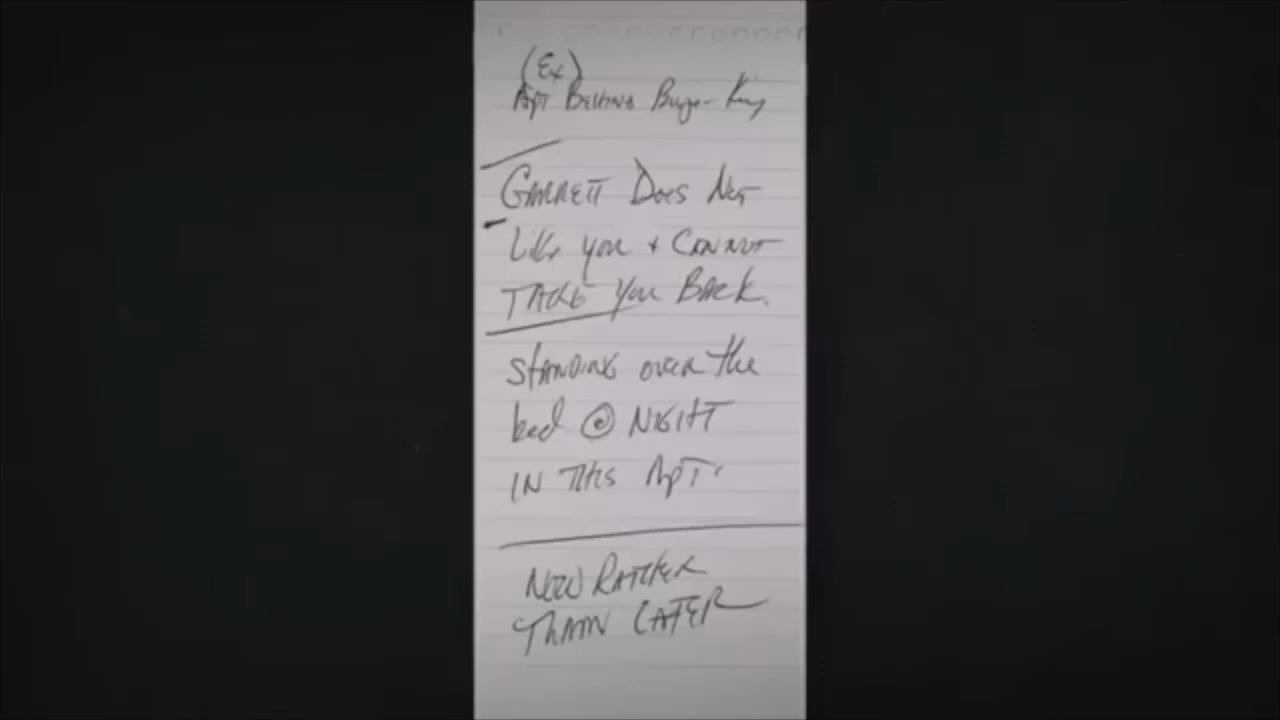 (Ex)
Apt Behind Burger King
GARRETT Does Not
Like you + CANNOT
TAKE You BACK.
STANDING over the
bed @ NIGHT
IN THIS APT.
NOW RATHER
THAN LATER